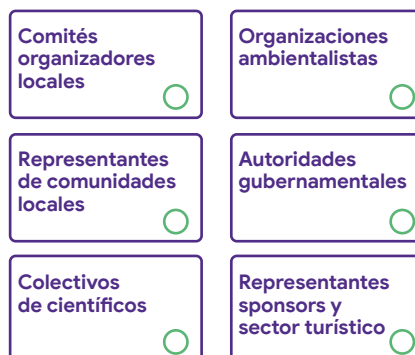 Comités
organizadores
locales
Organizaciones
ambientalistas
Representantes
de comunidades
locales
Autoridades
gubernamentales
Colectivos
de científicos
Representantes
sponsors y
sector turístico